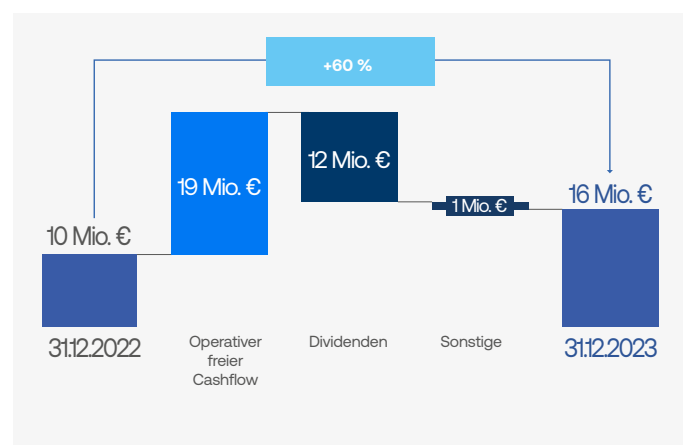 +60 %
12 Mio. €
19 Mio. €
16 Mio. €
1 Mio. €
10 Mio. €
31.12.2022
Operativer
freier
Cashflow
Dividenden
Sonstige
31.12.2023